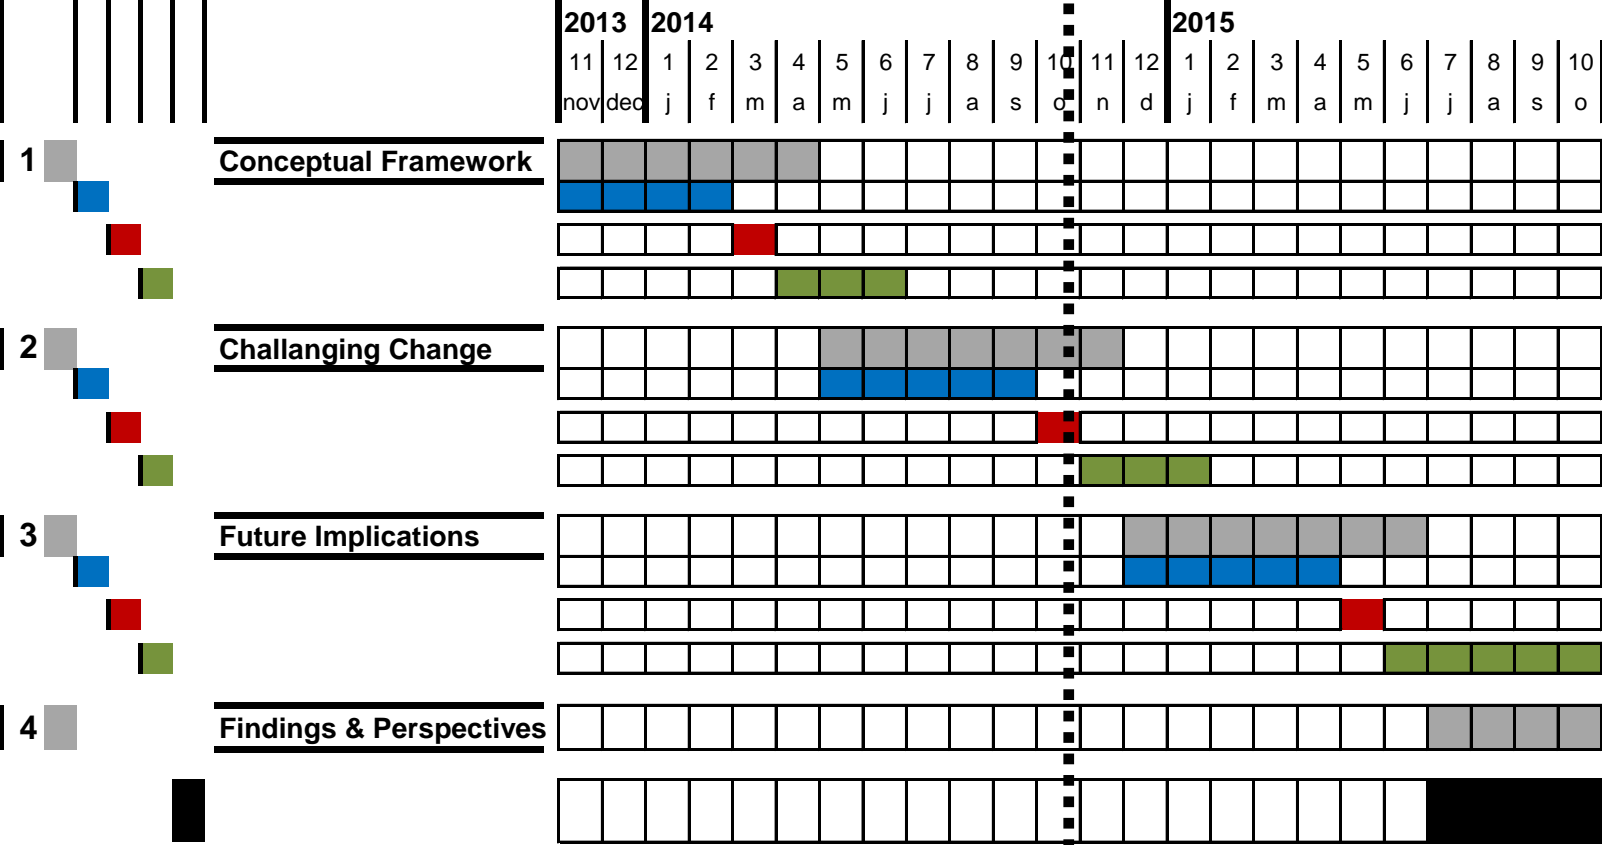 2013 2014 2015
11 12 1 2 3 4 5 6 7 8 9 10 11 12 1 2 3 4 5 6 7 8 9 10
nov dec j f m a m j j a s o n d j f m a m j j a s o
1 Conceptual Framework
2 Challanging Change
3 Future Implications
4 Findings & Perspectives